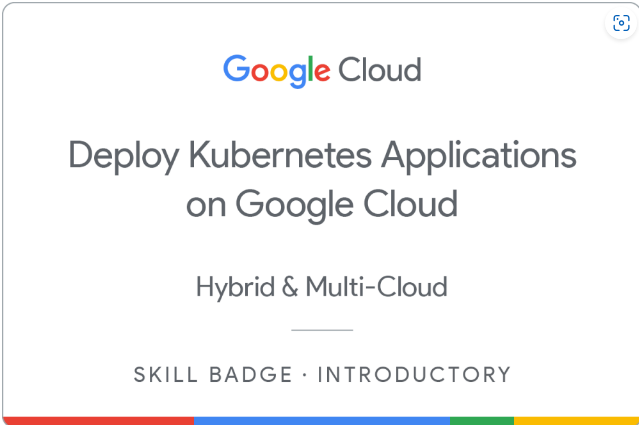 Google Cloud
Deploy Kubernetes Applications
on Google Cloud
Hybrid & Multi-Cloud
SKILL BADGE · INTRODUCTORY